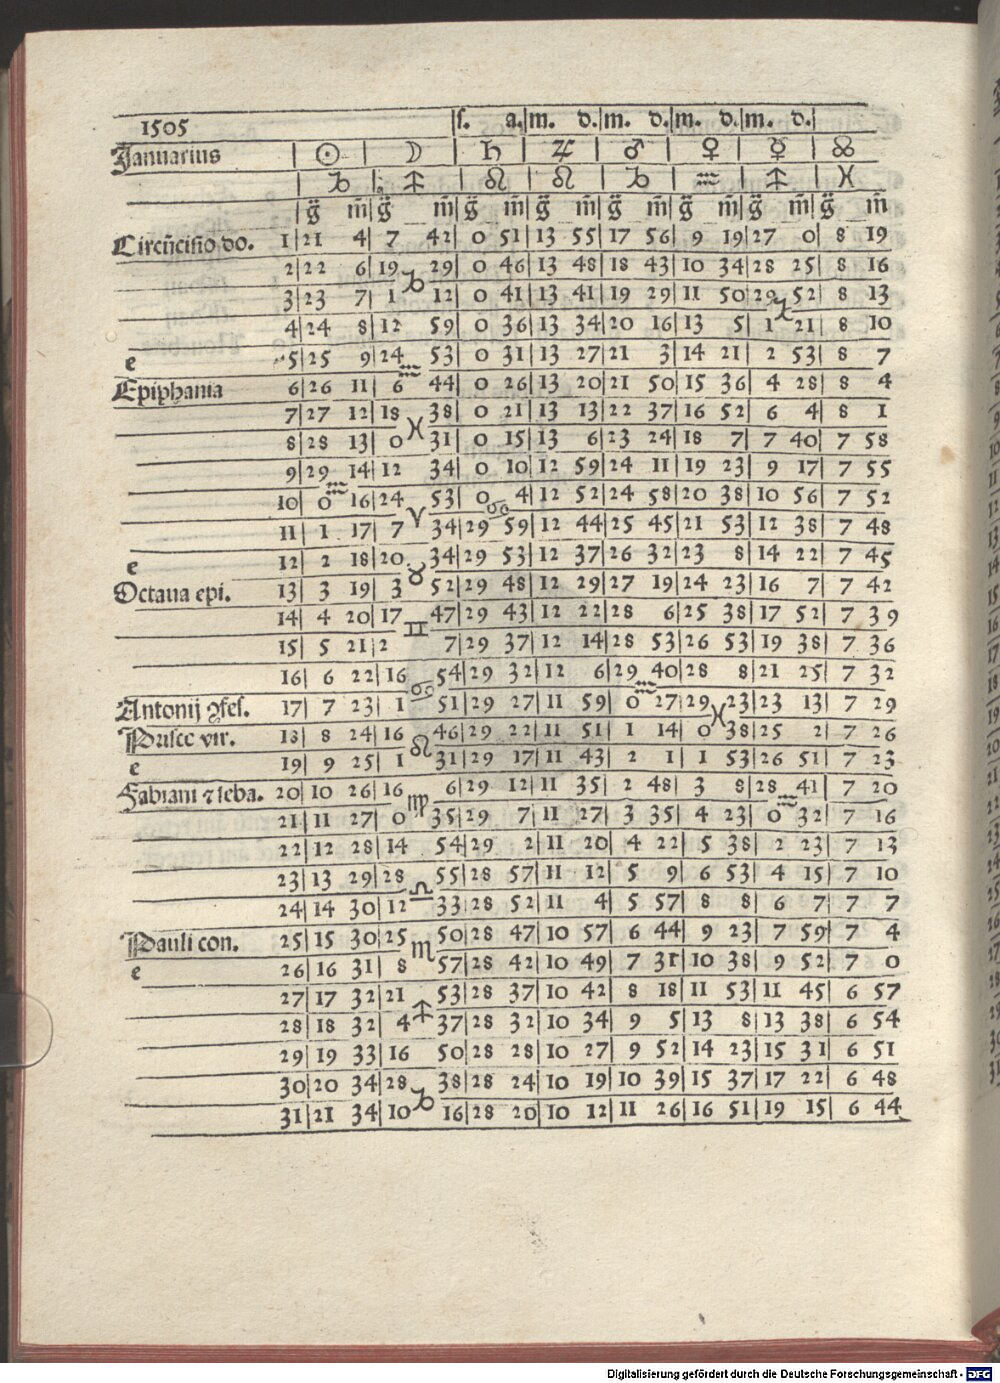 1505 | ſ. a. | m. d. | m. d. | m. d. | m. d. |
Januarius | ☉ | ☽ | ♄ | ♃ | ♂ | ♀ | ☿ | ☊
| ♑ | ♐ | ♌ | ♌ | ♑ | ♒ | ♐ | ♓
| g̃ m̃ | g̃ m̃ | g̃ m̃ | g̃ m̃ | g̃ m̃ | g̃ m̃ | g̃ m̃ | g̃ m̃
Circũciſio do. 1 | 21 4 | 7 42 | 0 51 | 13 55 | 17 56 | 9 19 | 27 0 | 8 19
2 | 22 6 | 19 ♑ 29 | 0 46 | 13 48 | 18 43 | 10 34 | 28 25 | 8 16
3 | 23 7 | 1 12 | 0 41 | 13 41 | 19 29 | 11 50 | 29 ♑ 52 | 8 13
4 | 24 8 | 12 59 | 0 36 | 13 34 | 20 16 | 13 5 | 1 21 | 8 10
e 5 | 25 9 | 24 ♒ 53 | 0 31 | 13 27 | 21 3 | 14 21 | 2 53 | 8 7
Epiphania 6 | 26 11 | 6 44 | 0 26 | 13 20 | 21 50 | 15 36 | 4 28 | 8 4
7 | 27 12 | 18 ♓ 38 | 0 21 | 13 13 | 22 37 | 16 52 | 6 4 | 8 1
8 | 28 13 | 0 31 | 0 15 | 13 6 | 23 24 | 18 7 | 7 40 | 7 58
9 | 29 ♒ 14 | 12 34 | 0 10 | 12 59 | 24 11 | 19 23 | 9 17 | 7 55
10 | 0 16 | 24 ♈ 53 | 0 ♋ 4 | 12 52 | 24 58 | 20 38 | 10 56 | 7 52
11 | 1 17 | 7 34 | 29 59 | 12 44 | 25 45 | 21 53 | 12 38 | 7 48
e 12 | 2 18 | 20 ♉ 34 | 29 53 | 12 37 | 26 32 | 23 8 | 14 22 | 7 45
Octaua epi. 13 | 3 19 | 3 52 | 29 48 | 12 29 | 27 19 | 24 23 | 16 7 | 7 42
14 | 4 20 | 17 ♊ 47 | 29 43 | 12 22 | 28 6 | 25 38 | 17 52 | 7 39
15 | 5 21 | 2 7 | 29 37 | 12 14 | 28 53 | 26 53 | 19 38 | 7 36
16 | 6 22 | 16 ♋ 54 | 29 32 | 12 6 | 29 ♒ 40 | 28 8 | 21 25 | 7 32
Antonij ꝯfeſ. 17 | 7 23 | 1 51 | 29 27 | 11 59 | 0 27 | 29 ♓ 23 | 23 13 | 7 29
Priſce vir. 18 | 8 24 | 16 ♌ 46 | 29 22 | 11 51 | 1 14 | 0 38 | 25 2 | 7 26
e 19 | 9 25 | 1 31 | 29 17 | 11 43 | 2 1 | 1 53 | 26 51 | 7 23
Fabiani ⁊ ſeba. 20 | 10 26 | 16 ♍ 6 | 29 12 | 11 35 | 2 48 | 3 8 | 28 ♒ 41 | 7 20
21 | 11 27 | 0 35 | 29 7 | 11 27 | 3 35 | 4 23 | 0 32 | 7 16
22 | 12 28 | 14 54 | 29 2 | 11 20 | 4 22 | 5 38 | 2 23 | 7 13
23 | 13 29 | 28 ♎ 55 | 28 57 | 11 12 | 5 9 | 6 53 | 4 15 | 7 10
24 | 14 30 | 12 33 | 28 52 | 11 4 | 5 57 | 8 8 | 6 7 | 7 7
Pauli con. 25 | 15 30 | 25 ♏ 50 | 28 47 | 10 57 | 6 44 | 9 23 | 7 59 | 7 4
e 26 | 16 31 | 8 57 | 28 42 | 10 49 | 7 31 | 10 38 | 9 52 | 7 0
27 | 17 32 | 21 ♐ 53 | 28 37 | 10 42 | 8 18 | 11 53 | 11 45 | 6 57
28 | 18 32 | 4 37 | 28 32 | 10 34 | 9 5 | 13 8 | 13 38 | 6 54
29 | 19 33 | 16 50 | 28 28 | 10 27 | 9 52 | 14 23 | 15 31 | 6 51
30 | 20 34 | 28 ♑ 38 | 28 24 | 10 19 | 10 39 | 15 37 | 17 22 | 6 48
31 | 21 34 | 10 16 | 28 20 | 10 12 | 11 26 | 16 51 | 19 15 | 6 44
Digitalisierung gefördert durch die Deutsche Forschungsgemeinschaft - DFG